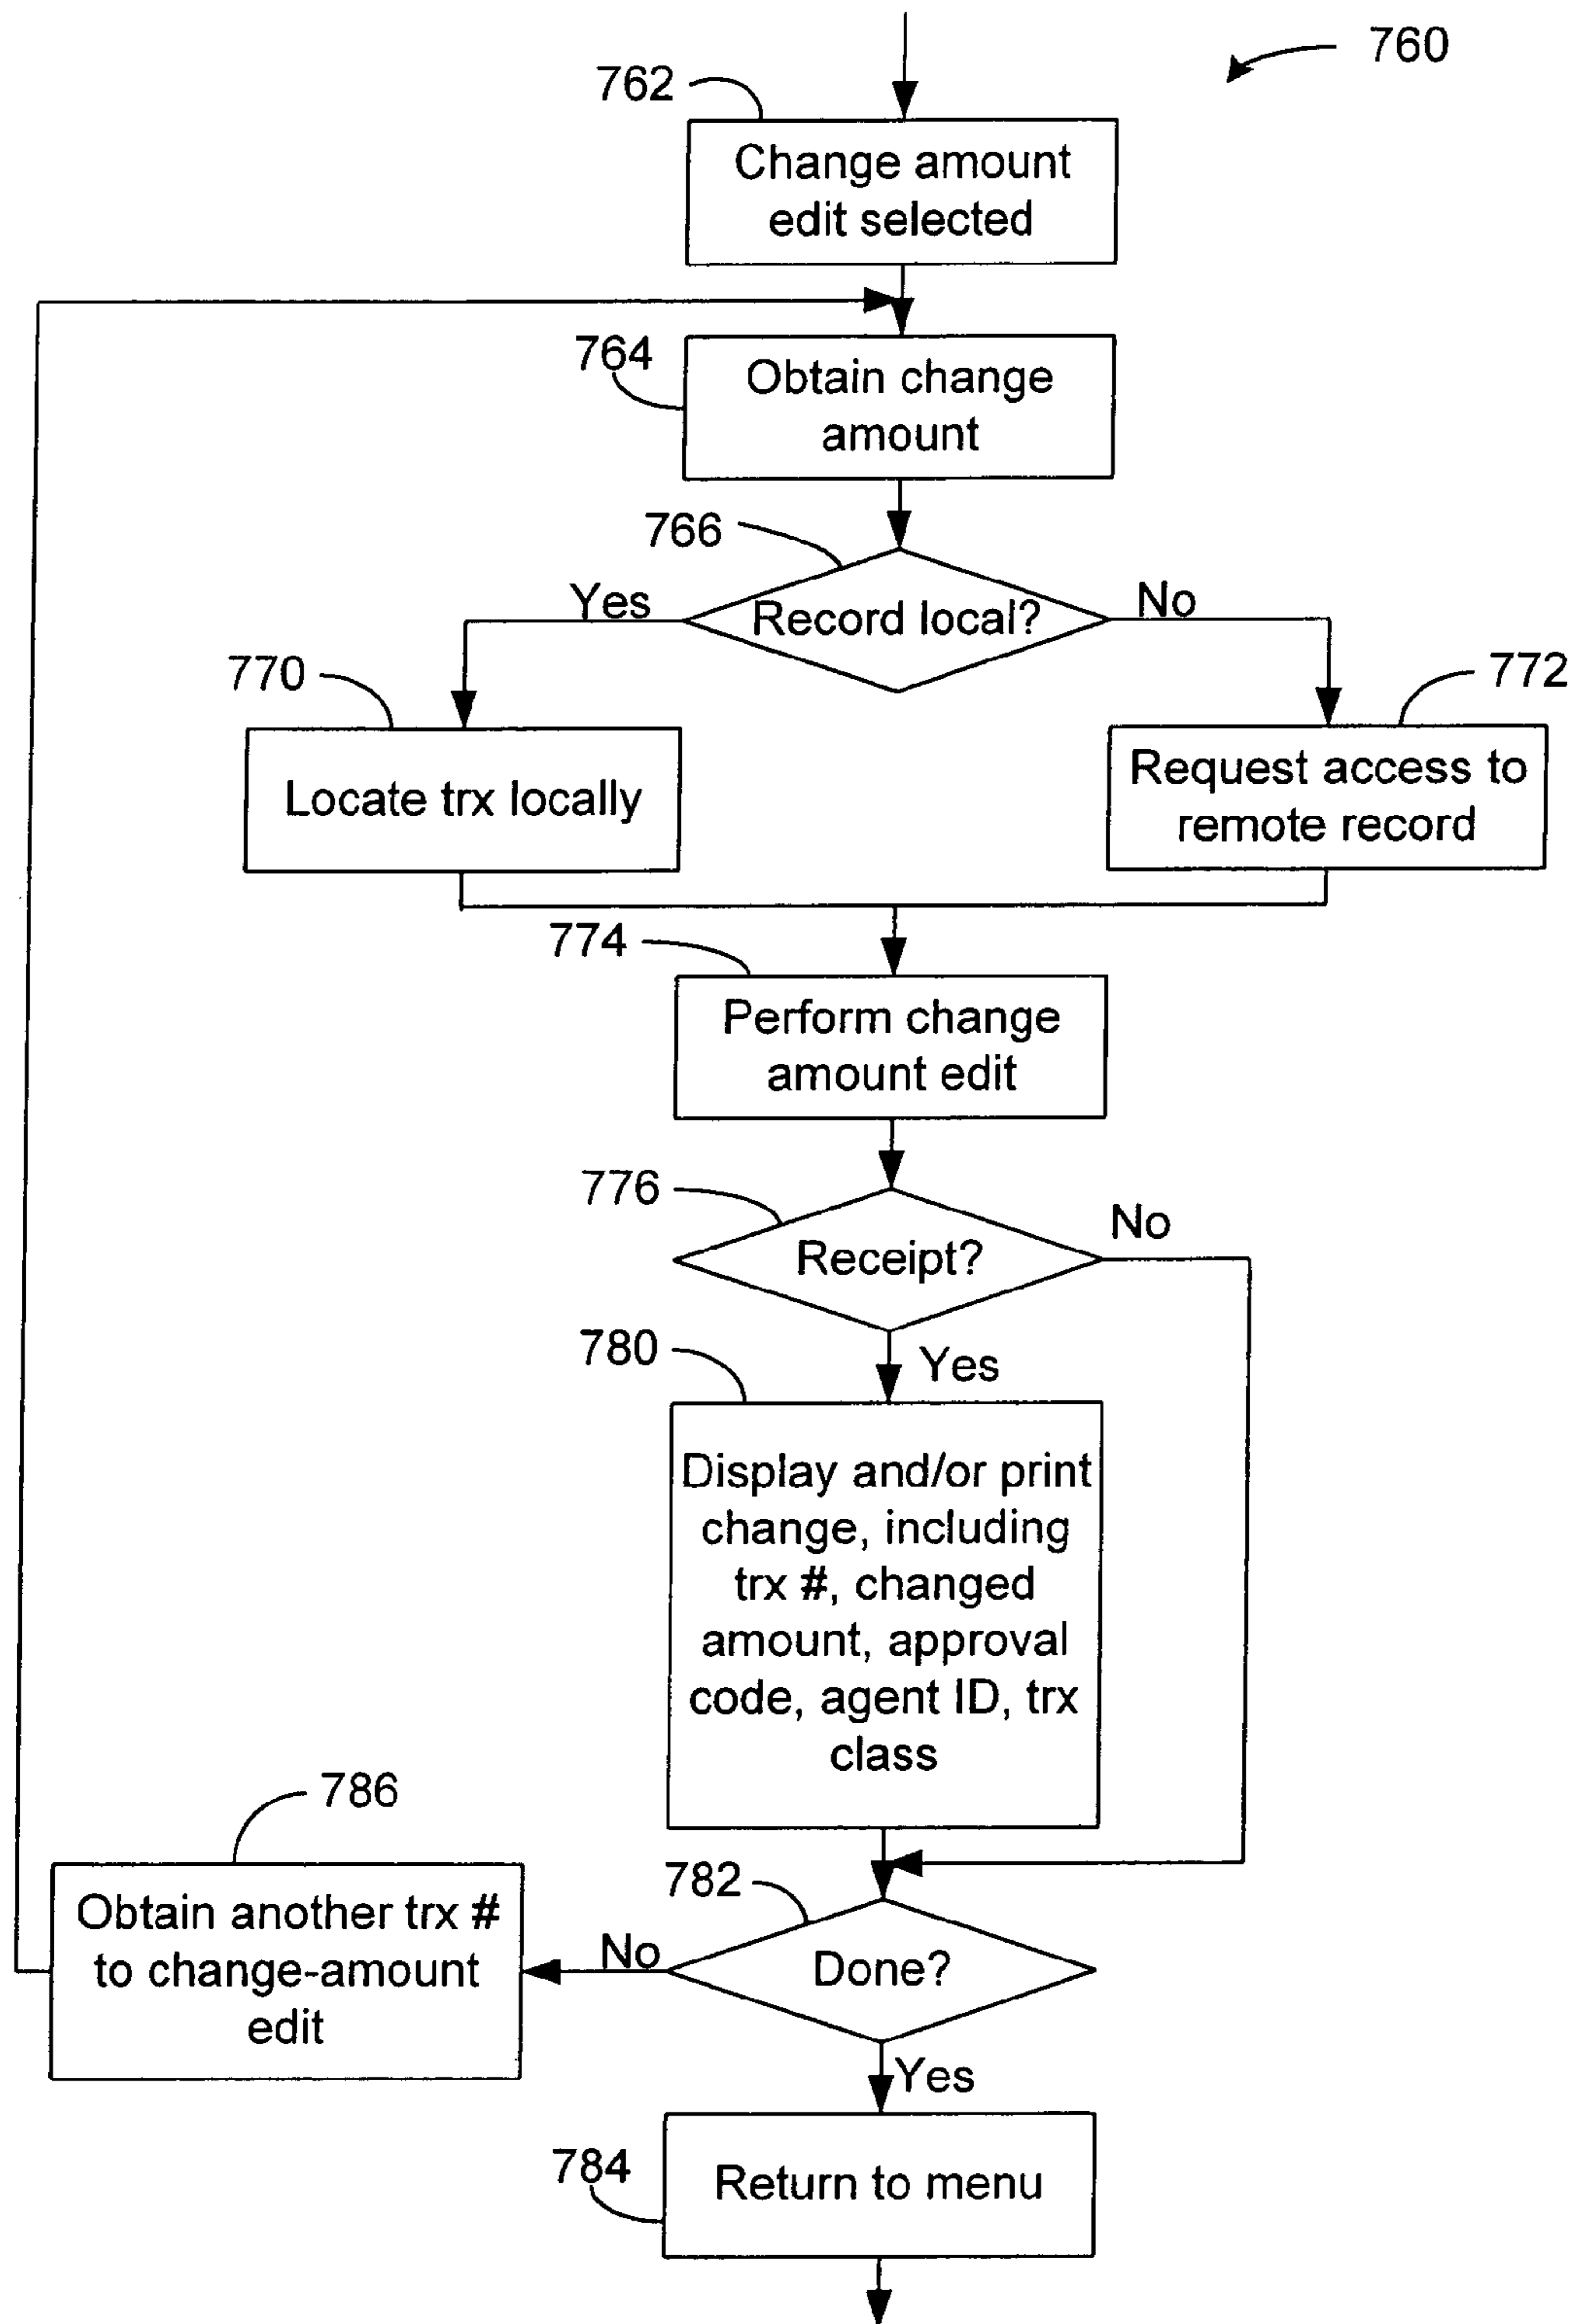 760
762
Change amount
edit selected
764
Obtain change
amount
766
Yes
Record local?
No
770
Locate trx locally
772
Request access to
remote record
774
Perform change
amount edit
776
Receipt?
No
780
Yes
Display and/or print
change, including
trx #, changed
amount, approval
code, agent ID, trx
class
786
Obtain another trx #
to change-amount
edit
782
No
Done?
Yes
784
Return to menu